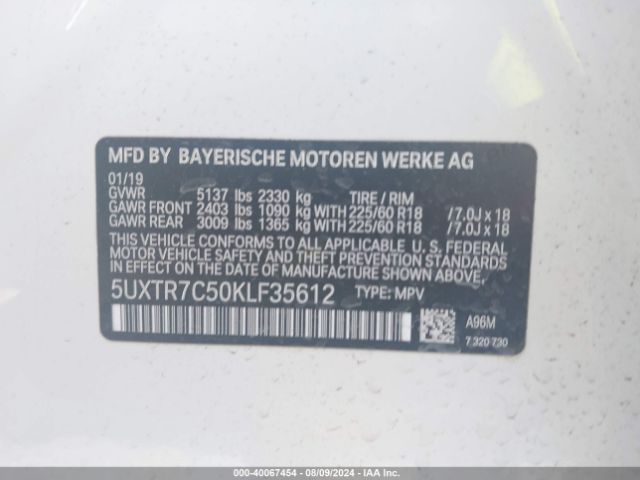 MFD BY BAYERISCHE MOTOREN WERKE AG
01/19
GVWR 5137 lbs 2330 kg TIRE / RIM
GAWR FRONT 2403 lbs 1090 kg WITH 225/60 R18 /7.0J x 18
GAWR REAR 3009 lbs 1365 kg WITH 225/60 R18 /7.0J x 18
THIS VEHICLE CONFORMS TO ALL APPLICABLE U. S. FEDERAL
MOTOR VEHICLE SAFETY AND THEFT PREVENTION STANDARDS
IN EFFECT ON THE DATE OF MANUFACTURE SHOWN ABOVE.
5UXTR7C50KLF35612 TYPE: MPV
A96M
7 320 730
000-40067454 - 08/09/2024 - IAAI.COM